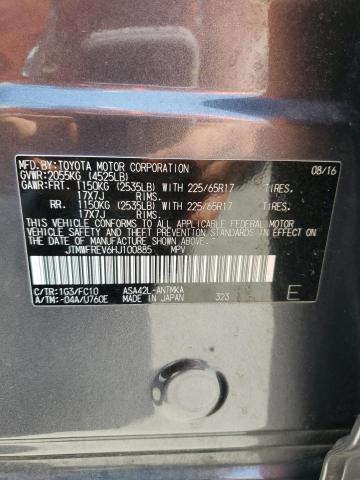 MFD.BY:TOYOTA MOTOR CORPORATION 08/16
GVWR:2055KG (4525LB)
GAWR:FRT. 1150KG (2535LB) WITH 225/65R17 TIRES,
17X7J RIMS,
RR. 1150KG (2535LB) WITH 225/65R17 TIRES,
17X7J RIMS,
THIS VEHICLE CONFORMS TO ALL APPLICABLE FEDERAL MOTOR
VEHICLE SAFETY AND THEFT PREVENTION STANDARDS IN
EFFECT ON THE DATE OF MANUFACTURE SHOWN ABOVE.
JTMWFREV6HJ100885 MPV
C/TR:1G3/FC10 ASA42L-ANTMKA
A/TM:-04A/U760E MADE IN JAPAN 323 E